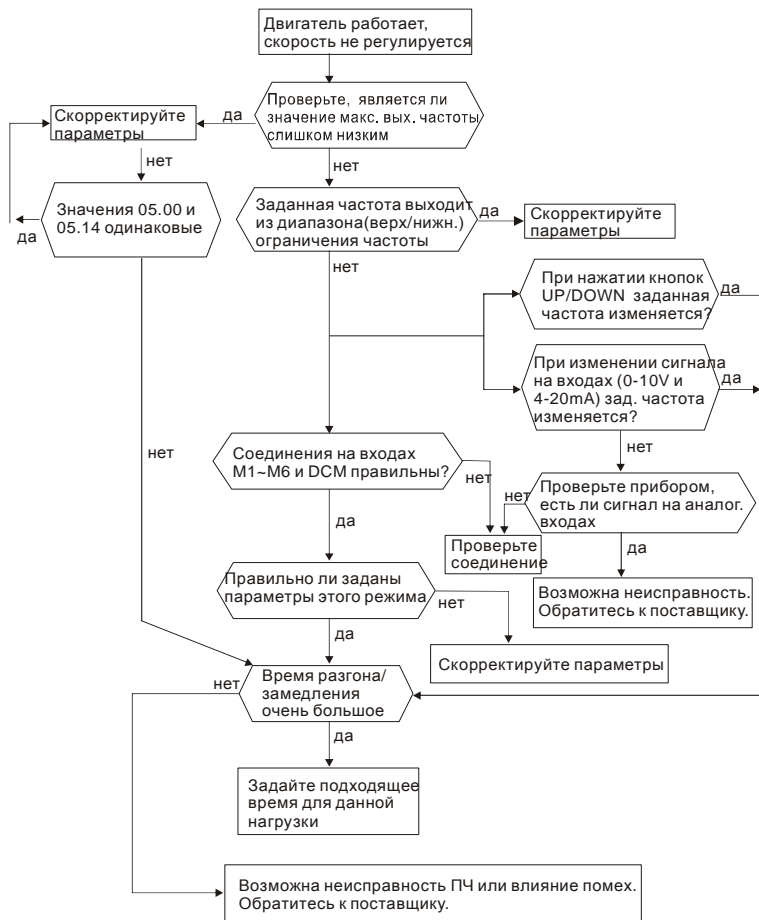 Двигатель работает,
скорость не регулируется
Проверьте, является ли
значение макс. вых. частоты
слишком низким
да
Скорректируйте
параметры
нет
нет
Значения 05.00 и
05.14 одинаковые
да
Заданная частота выходит
из диапазона(верх/нижн.)
ограничения частоты
да
Скорректируйте
параметры
нет
При нажатии кнопок
UP/DOWN заданная
частота изменяется?
да
При изменении сигнала
на входах (0-10V и
4-20mA) зад. частота
изменяется?
да
нет
нет
Соединения на входах
M1~M6 и DCM правильны?
нет
нет
Проверьте прибором,
есть ли сигнал на аналог.
входах
да
Проверьте
соединение
да
Возможна неисправность.
Обратитесь к поставщику.
Правильно ли заданы
параметры этого режима
нет
да
Скорректируйте параметры
нет
Время разгона/
замедления
очень большое
да
Задайте подходящее
время для данной
нагрузки
Возможна неисправность ПЧ или влияние помех.
Обратитесь к поставщику.